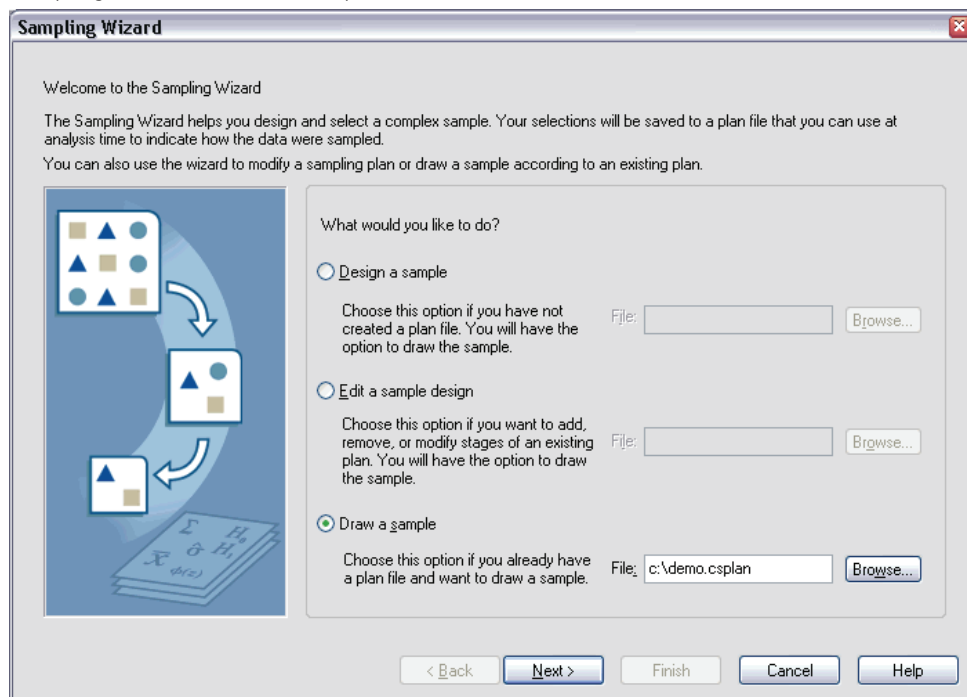 Sampling Wizard
Welcome to the Sampling Wizard
The Sampling Wizard helps you design and select a complex sample. Your selections will be saved to a plan file that you can use at
analysis time to indicate how the data were sampled.
You can also use the wizard to modify a sampling plan or draw a sample according to an existing plan.
What would you like to do?
Design a sample
Choose this option if you have not
created a plan file. You will have the
option to draw the sample.
File:
Browse...
Edit a sample design
Choose this option if you want to add,
remove, or modify stages of an existing
plan. You will have the option to draw
the sample.
File:
Browse...
Draw a sample
Choose this option if you already have
a plan file and want to draw a sample.
File: c:\demo.csplan
Browse...
Σ H₀
x̄ σ̂ H₁
ϕ(z)
< Back Next > Finish Cancel Help